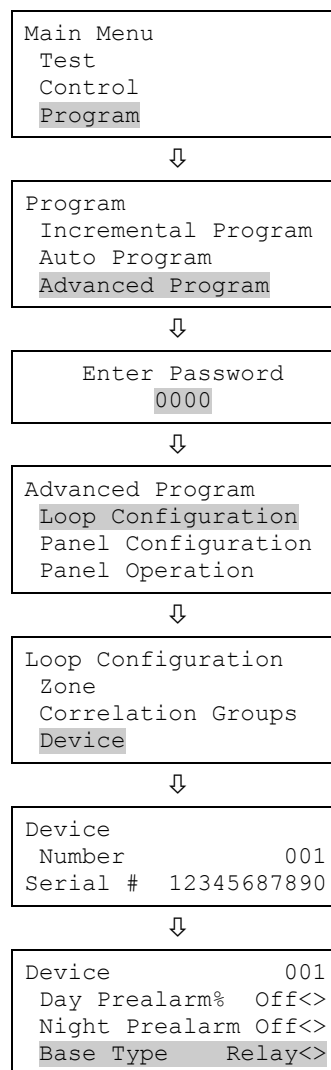 Main Menu
Test
Control
Program
⇩
Program
Incremental Program
Auto Program
Advanced Program
⇩
Enter Password
0000
⇩
Advanced Program
Loop Configuration
Panel Configuration
Panel Operation
⇩
Loop Configuration
Zone
Correlation Groups
Device
⇩
Device
Number 001
Serial # 12345687890
⇩
Device 001
Day Prealarm% Off<>
Night Prealarm Off<>
Base Type Relay<>